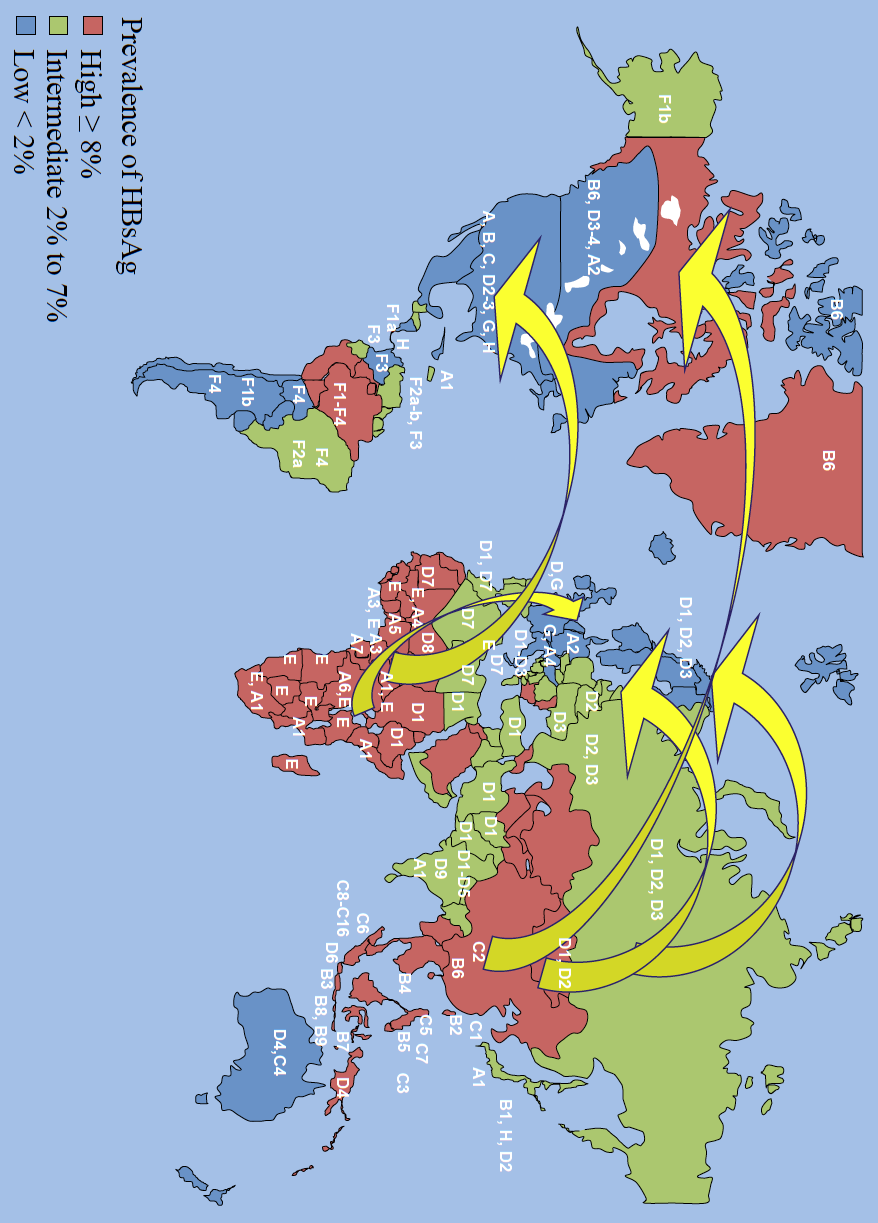 B6
B6
D1, D2, D3
F1b
D1, D2, D3
B6, D3-4, A2
D2
D2, D3
A2
D1, D2
D3
D,G
G, A4
D1-D3
D1
B1, H, D2
A, B, C, D2-3, G, H
D1, D7
E, D7
D1
D1
C2
C1
A1
D7
D7
D1
D1
D1-D5
B6
B2
A1
D9
D7
D8
A1
C5
C7
F2a-b, F3
E, A4
D1
B4
B5
C3
H
F1a
E
A5
D1
A1,E
F3
F3
A3, E
A3
A1
C6
A7
A6,E
E
C8-C16
F1-F4
B7
D4
D6
B3
B8, B9
F4
E
E
F4
F2a
A1
E
E
E
D4,C4
E, A1
F1b
F4
Prevalence of HBsAg
High ≥ 8%
Intermediate 2% to 7%
Low < 2%